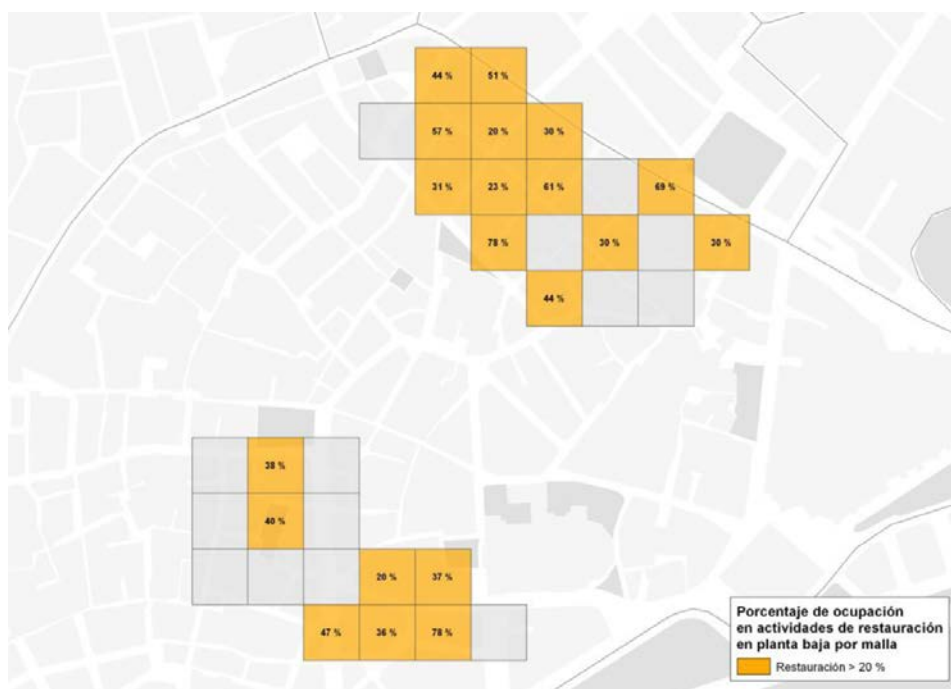 44 % 51 %
57 % 20 % 30 %
31 % 23 % 61 % 69 %
78 % 30 % 30 %
44 %
38 %
40 %
20 % 37 %
47 % 36 % 78 %
Porcentaje de ocupación
en actividades de restauración
en planta baja por malla
Restauración > 20 %